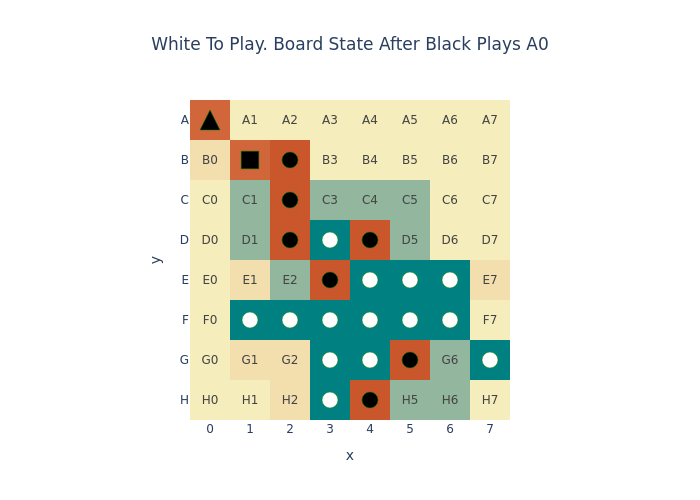 White To Play. Board State After Black Plays A0
A A1 A2 A3 A4 A5 A6 A7
B B0 B3 B4 B5 B6 B7
C C0 C1 C3 C4 C5 C6 C7
D D0 D1 D5 D6 D7
E E0 E1 E2 E7
F F0 F7
G G0 G1 G2 G6
H H0 H1 H2 H5 H6 H7
0 1 2 3 4 5 6 7
x
y